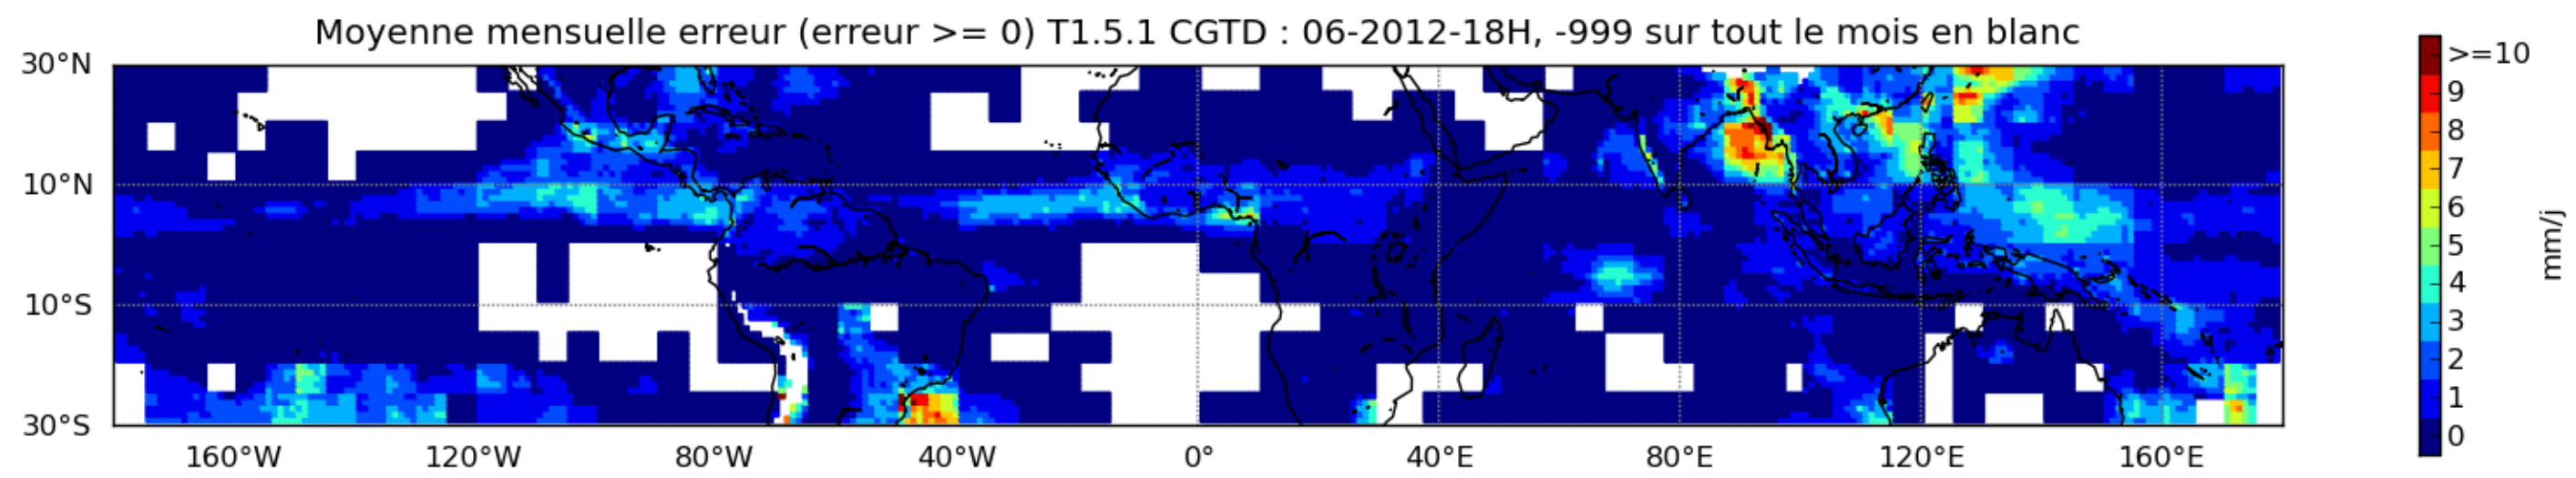 Moyenne mensuelle erreur (erreur >= 0) T1.5.1 CGTD : 06-2012-18H, -999 sur tout le mois en blanc
30°N
10°N
10°S
30°S
160°W 120°W 80°W 40°W 0° 40°E 80°E 120°E 160°E
>=10
9
8
7
6
5
4
3
2
1
0
mm/j